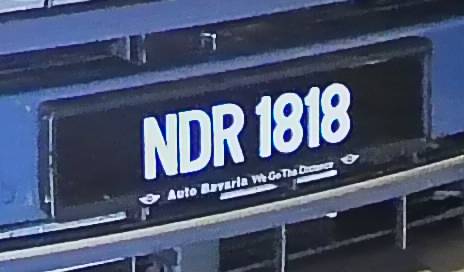 NDR 1818
Auto Bavaria We Go The Distance